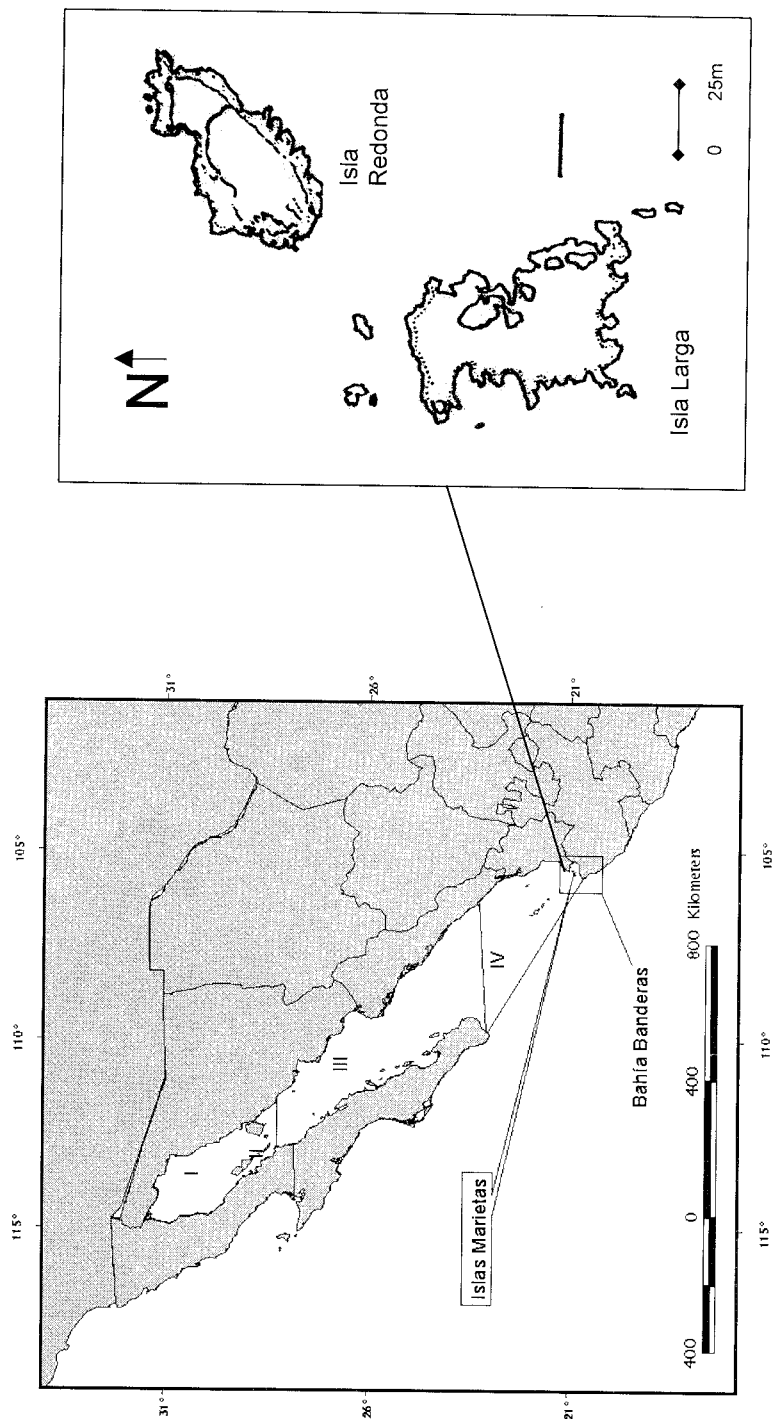 115°
110°
105°
31°
31°
26°
26°
21°
21°
I
II
III
IV
Islas Marietas
Bahía Banderas
400
0
400
800 Kilometers
115°
110°
105°
N
Isla
Redonda
Isla Larga
0
25m